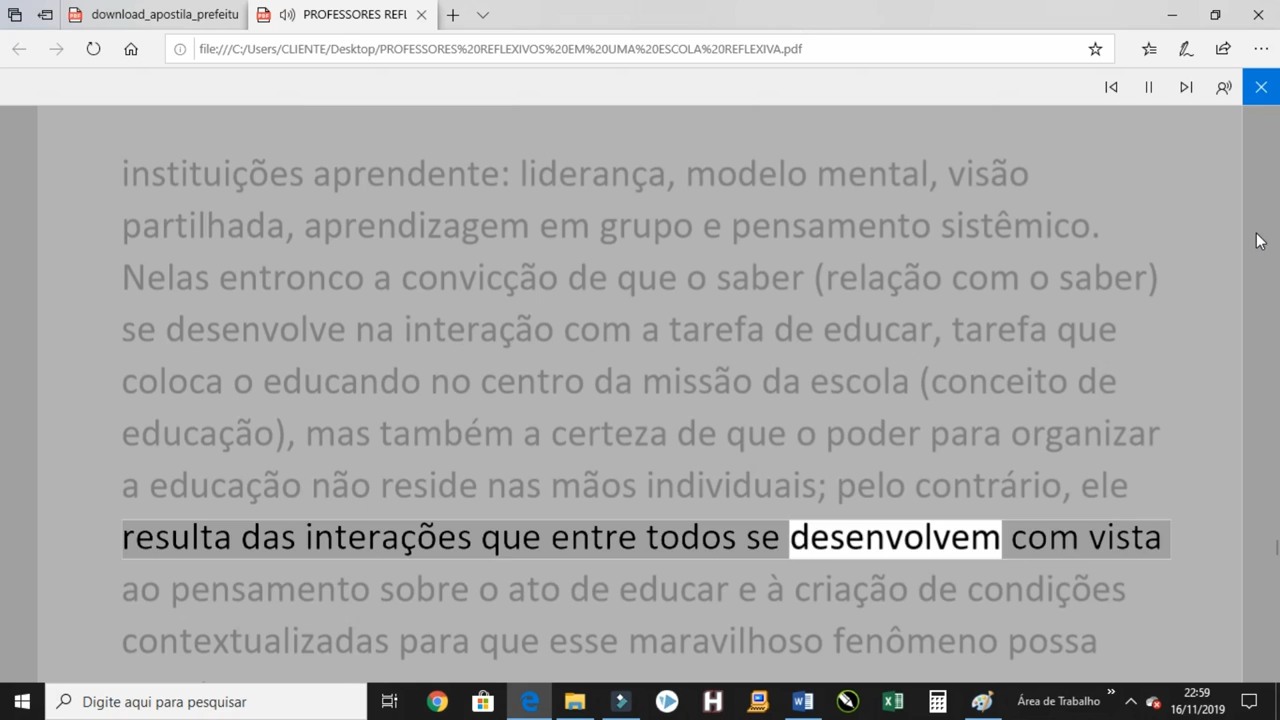 download_apostila_prefeitu
PROFESSORES REFL
file:///C:/Users/CLIENTE/Desktop/PROFESSORES%20REFLEXIVOS%20EM%20UMA%20ESCOLA%20REFLEXIVA.pdf
instituições aprendente: liderança, modelo mental, visão
partilhada, aprendizagem em grupo e pensamento sistêmico.
Nelas entronco a convicção de que o saber (relação com o saber)
se desenvolve na interação com a tarefa de educar, tarefa que
coloca o educando no centro da missão da escola (conceito de
educação), mas também a certeza de que o poder para organizar
a educação não reside nas mãos individuais; pelo contrário, ele
resulta das interações que entre todos se desenvolvem com vista
ao pensamento sobre o ato de educar e à criação de condições
contextualizadas para que esse maravilhoso fenômeno possa
Digite aqui para pesquisar
Área de Trabalho
22:59
16/11/2019